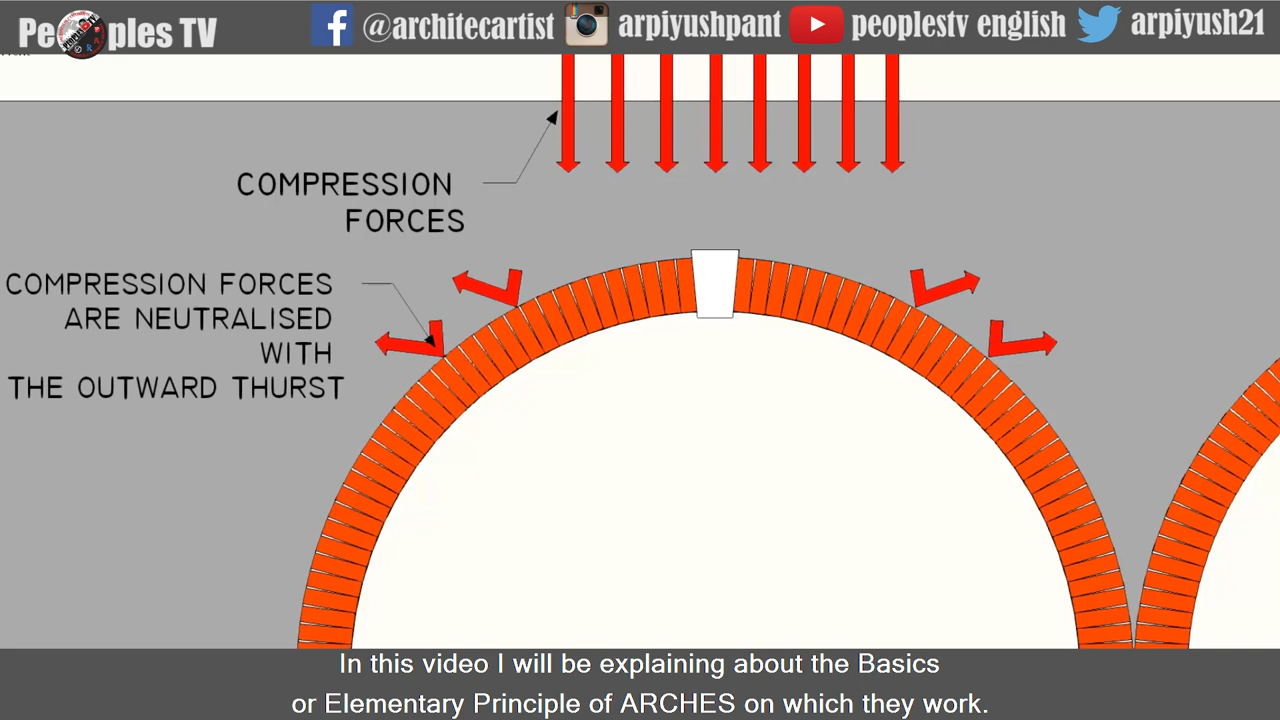 Peoples TV
@architecartist
arpiyushpant
peoplestv english
arpiyush21
COMPRESSION
FORCES
COMPRESSION FORCES
ARE NEUTRALISED
WITH
THE OUTWARD THURST
In this video I will be explaining about the Basics
or Elementary Principle of ARCHES on which they work.